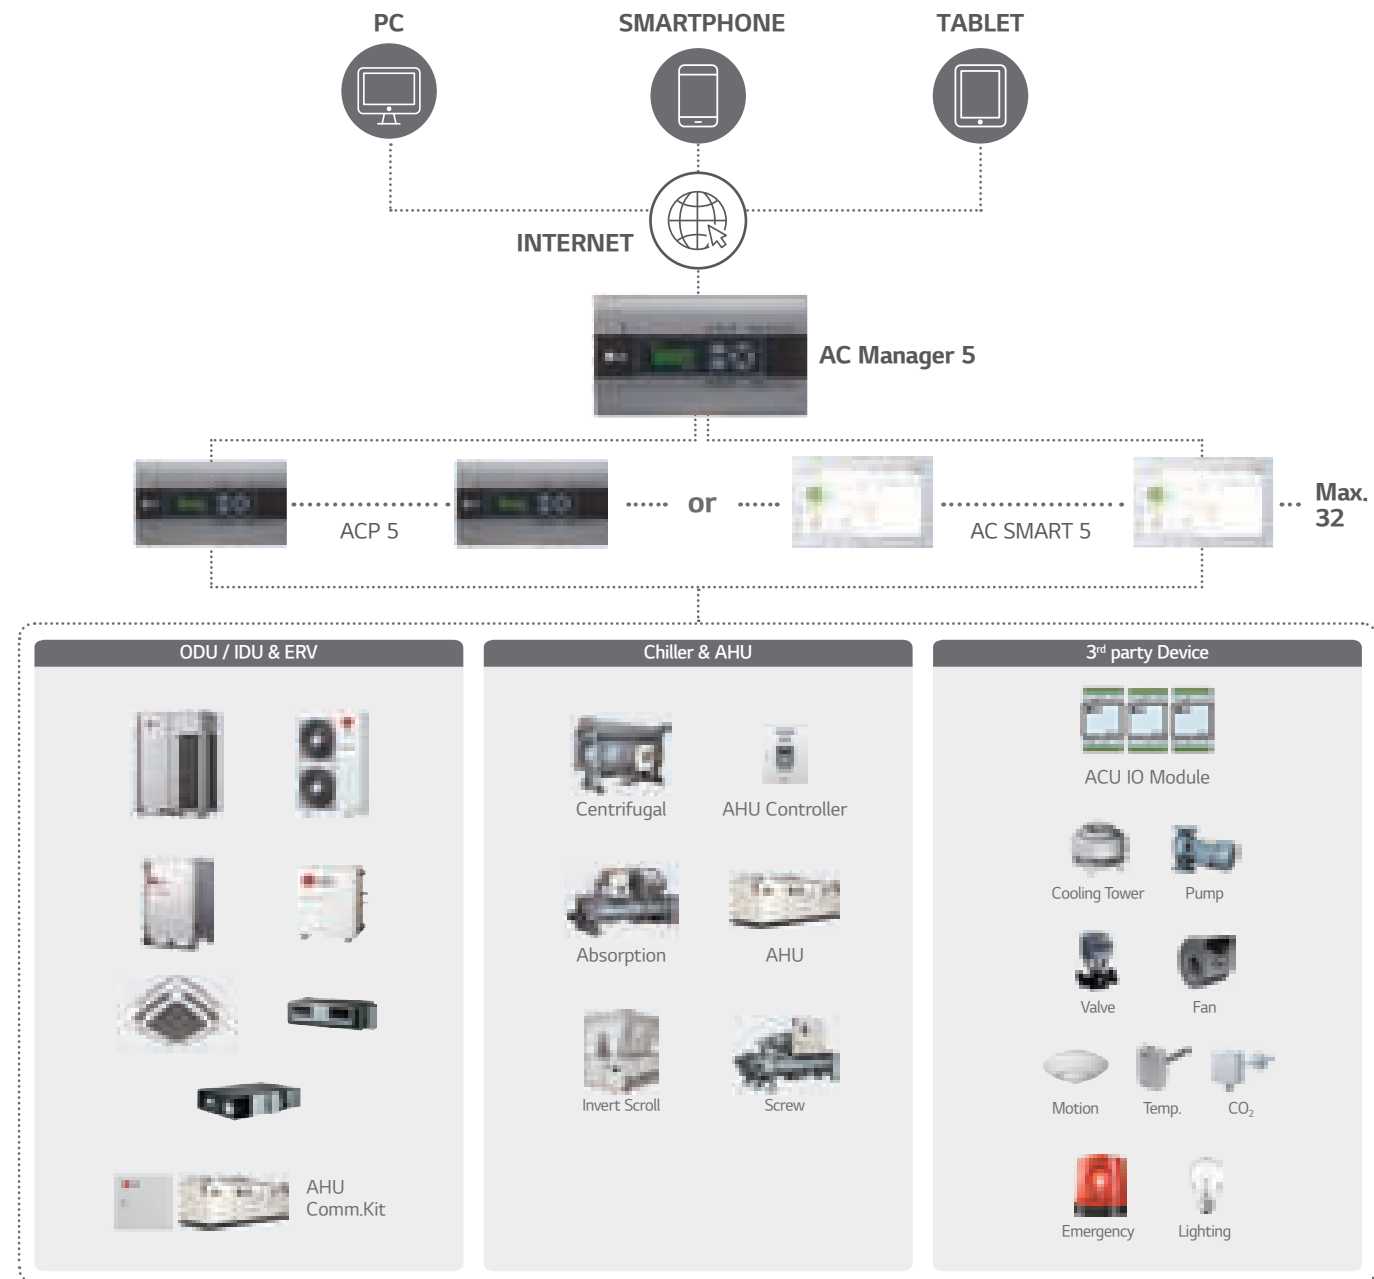 PC
SMARTPHONE
TABLET
INTERNET
AC Manager 5
or
Max.
32
ACP 5
AC SMART 5
ODU / IDU & ERV
Chiller & AHU
3rd party Device
ACU IO Module
Centrifugal
AHU Controller
Cooling Tower
Pump
Absorption
AHU
Valve
Fan
Invert Scroll
Screw
Motion
Temp.
CO₂
AHU
Comm.Kit
Emergency
Lighting